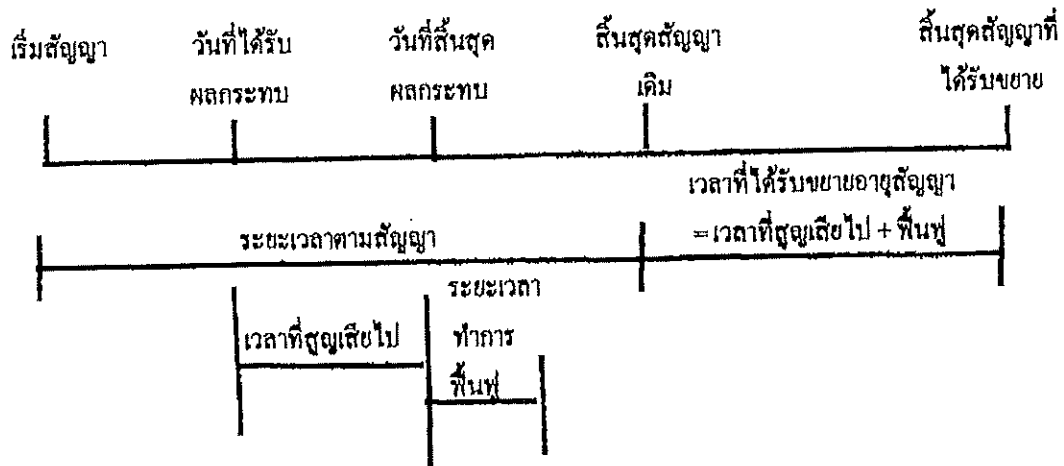 เริ่มสัญญา
วันที่ได้รับ
ผลกระทบ
วันที่สิ้นสุด
ผลกระทบ
สิ้นสุดสัญญา
เดิม
สิ้นสุดสัญญาที่
ได้รับขยาย
เวลาที่ได้รับขยายอายุสัญญา
=เวลาที่สูญเสียไป + ฟื้นฟู
ระยะเวลาตามสัญญา
เวลาที่สูญเสียไป
ระยะเวลา
ทำการ
ฟื้นฟู